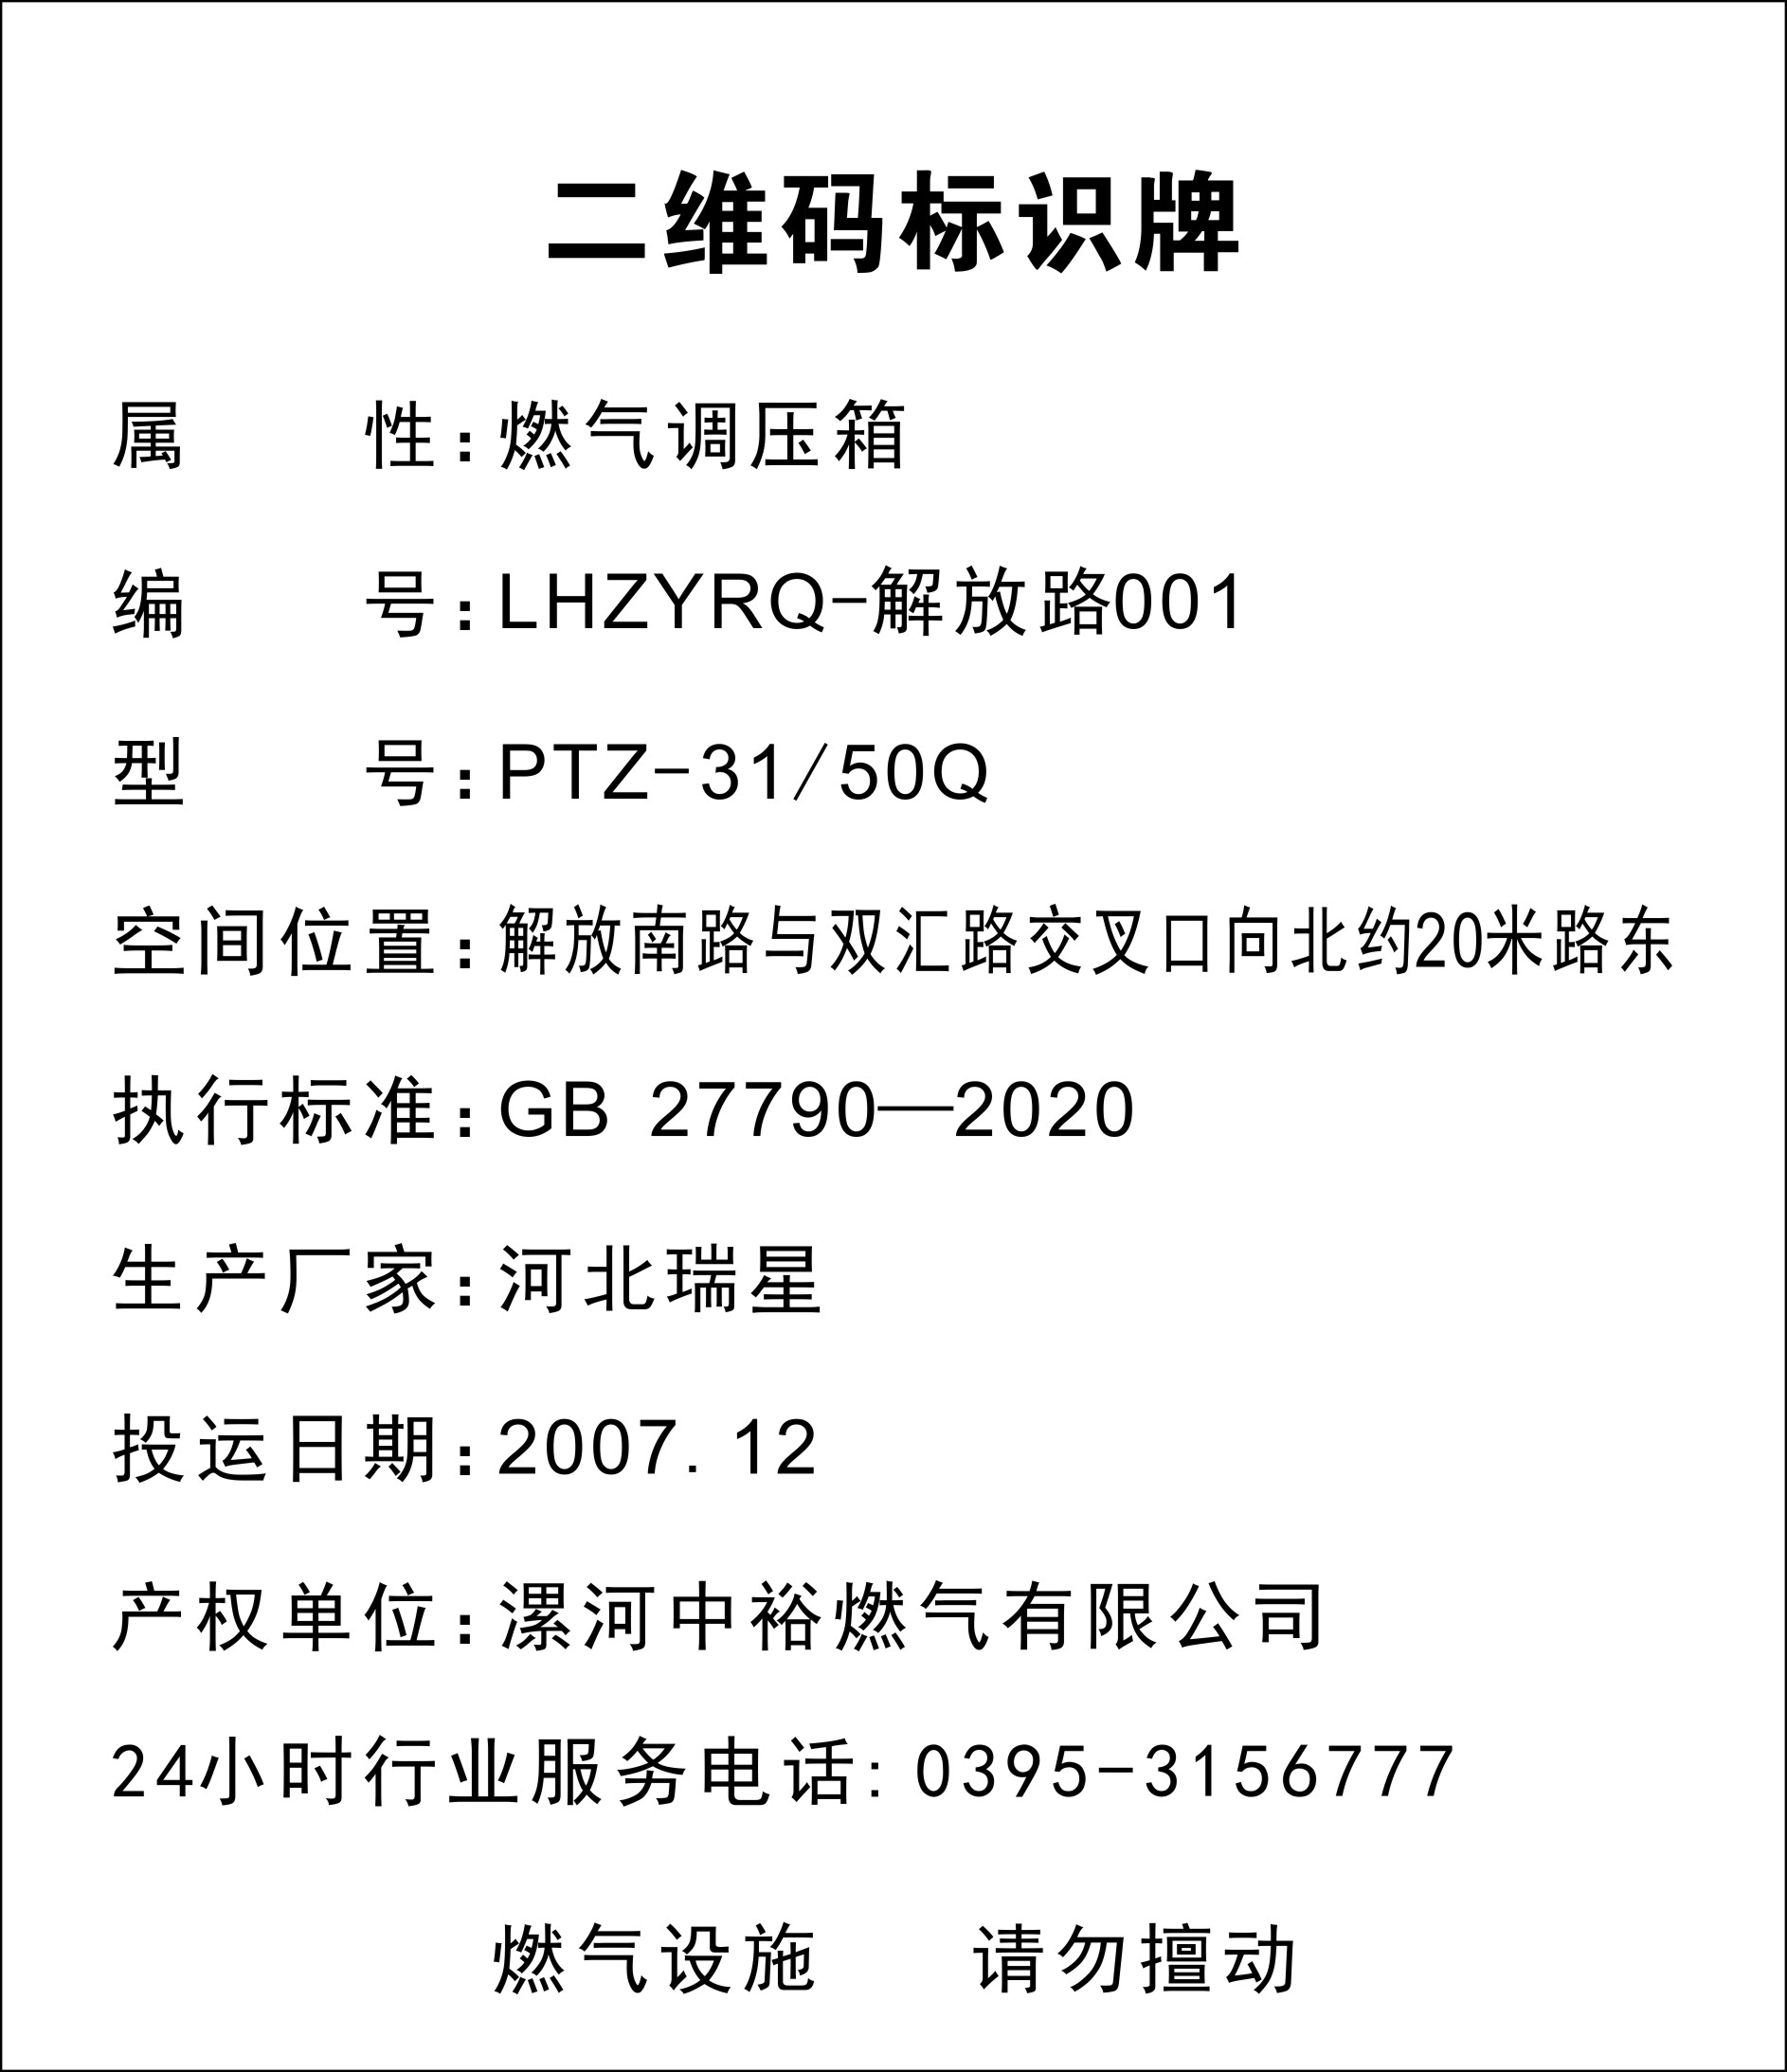 二维码标识牌
属 性:燃气调压箱
编 号:LHZYRQ-解放路001
型 号:PTZ-31/50Q
空间位置:解放西路与双汇路交叉口向北约20米路东
执行标准:GB 27790—2020
生产厂家:河北瑞星
投运日期:2007.12
产权单位:漯河中裕燃气有限公司
24小时行业服务电话:0395-3156777
燃气设施 请勿擅动